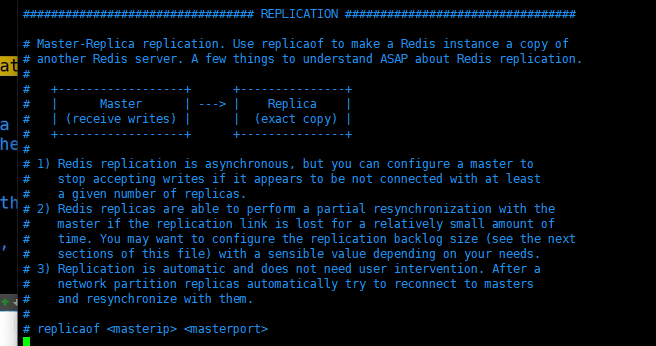 ################################# REPLICATION #################################
# Master-Replica replication. Use replicaof to make a Redis instance a copy of
# another Redis server. A few things to understand ASAP about Redis replication.
#
#   +------------------+      +---------------+
#   |      Master      | ---> |    Replica    |
#   | (receive writes) |      |  (exact copy) |
#   +------------------+      +---------------+
#
# 1) Redis replication is asynchronous, but you can configure a master to
#    stop accepting writes if it appears to be not connected with at least
#    a given number of replicas.
# 2) Redis replicas are able to perform a partial resynchronization with the
#    master if the replication link is lost for a relatively small amount of
#    time. You may want to configure the replication backlog size (see the next
#    sections of this file) with a sensible value depending on your needs.
# 3) Replication is automatic and does not need user intervention. After a
#    network partition replicas automatically try to reconnect to masters
#    and resynchronize with them.
#
# replicaof <masterip> <masterport>
at
a
he
th
,